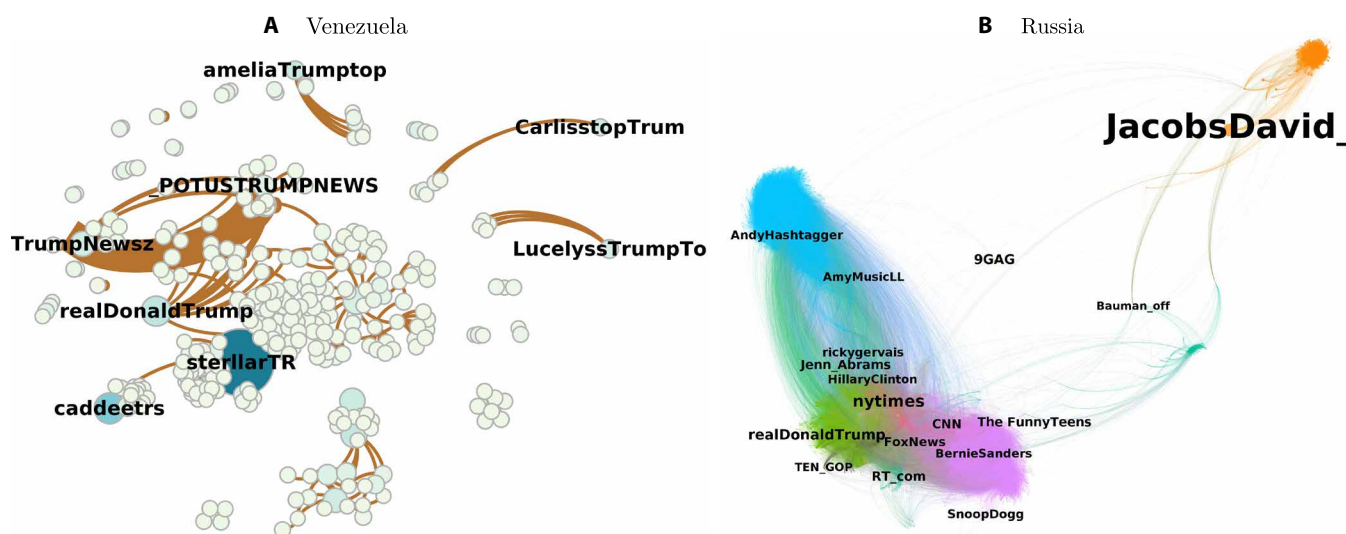 A Venezuela
ameliaTrumptop
CarlisstopTrum
_POTUSTRUMPNEWS
TrumpNewsz
LucelyssTrumpTo
realDonaldTrump
sterllarTR
caddeetrs
B Russia
JacobsDavid_
AndyHashtagger
9GAG
AmyMusicLL
Bauman_off
rickygervais
Jenn_Abrams
HillaryClinton
nytimes
The FunnyTeens
CNN
realDonaldTrump
FoxNews
BernieSanders
TEN_GOP
RT_com
SnoopDogg